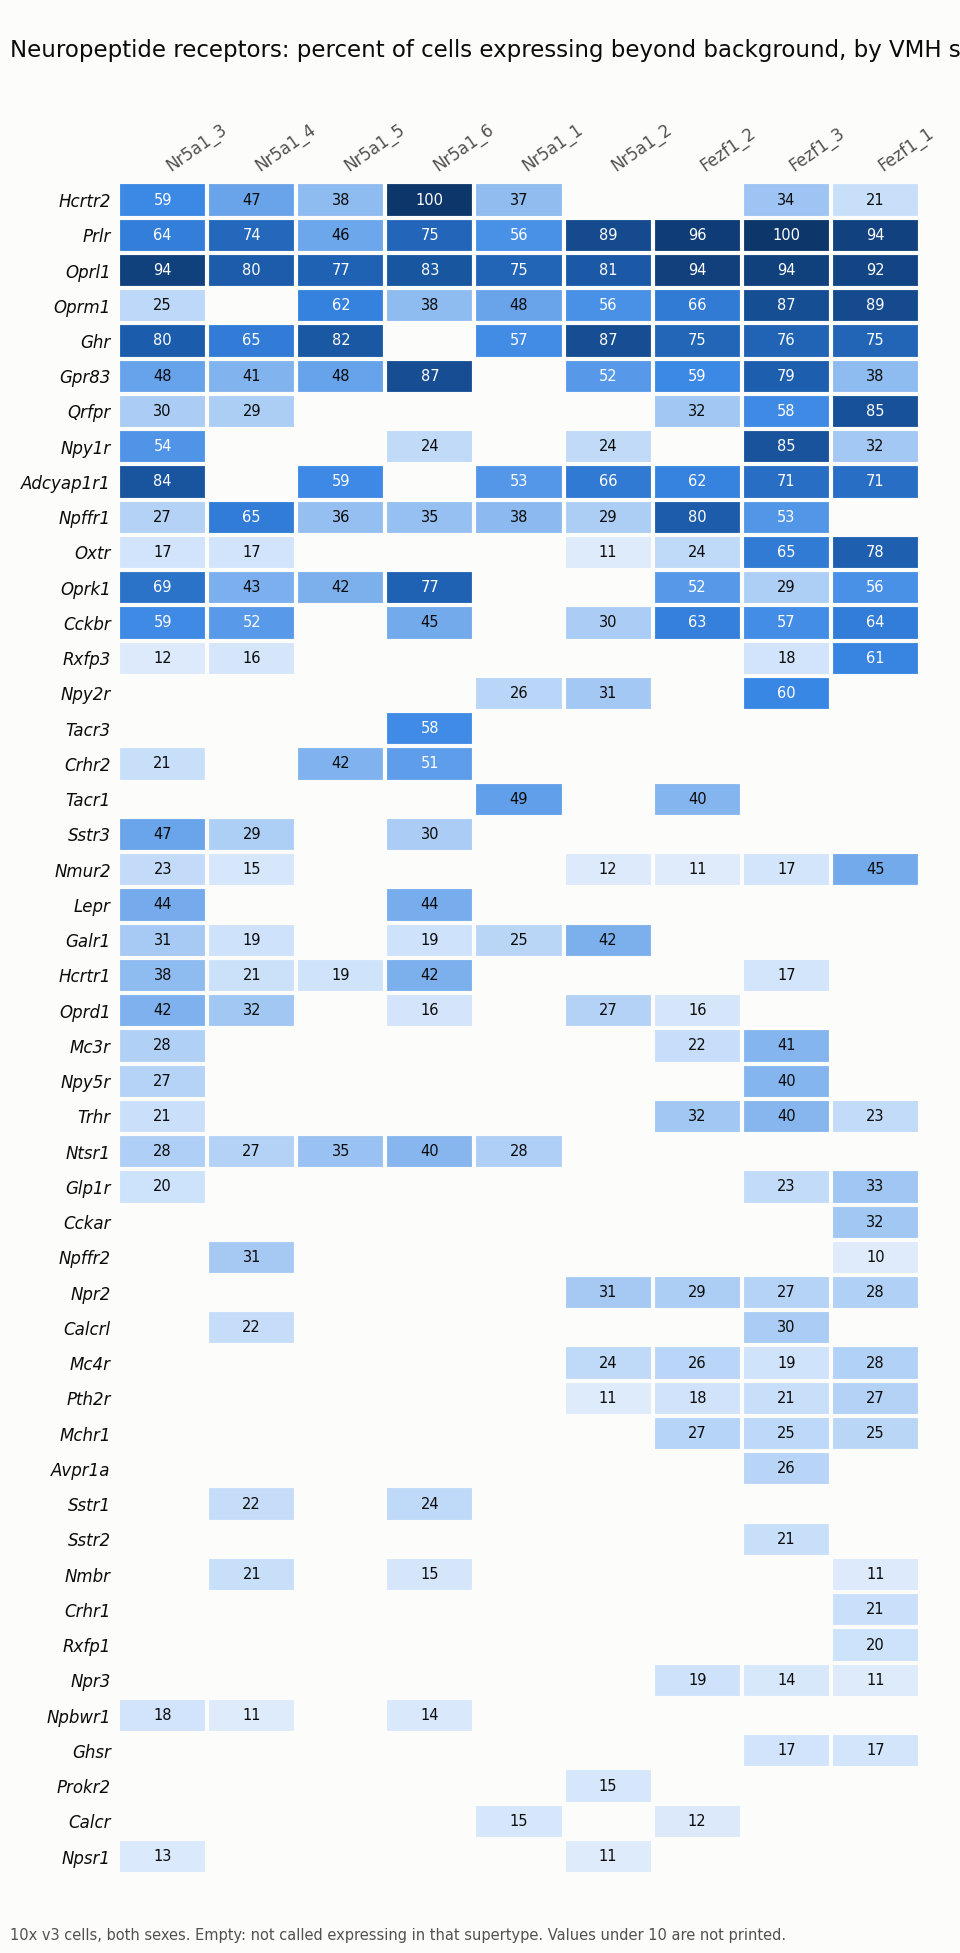 Neuropeptide receptors: percent of cells expressing beyond background, by VMH s
Nr5a1_3 Nr5a1_4 Nr5a1_5 Nr5a1_6 Nr5a1_1 Nr5a1_2 Fezf1_2 Fezf1_3 Fezf1_1
Hcrtr2 59 47 38 100 37 34 21
Prlr 64 74 46 75 56 89 96 100 94
Oprl1 94 80 77 83 75 81 94 94 92
Oprm1 25 62 38 48 56 66 87 89
Ghr 80 65 82 57 87 75 76 75
Gpr83 48 41 48 87 52 59 79 38
Qrfpr 30 29 32 58 85
Npy1r 54 24 24 85 32
Adcyap1r1 84 59 53 66 62 71 71
Npffr1 27 65 36 35 38 29 80 53
Oxtr 17 17 11 24 65 78
Oprk1 69 43 42 77 52 29 56
Cckbr 59 52 45 30 63 57 64
Rxfp3 12 16 18 61
Npy2r 26 31 60
Tacr3 58
Crhr2 21 42 51
Tacr1 49 40
Sstr3 47 29 30
Nmur2 23 15 12 11 17 45
Lepr 44 44
Galr1 31 19 19 25 42
Hcrtr1 38 21 19 42 17
Oprd1 42 32 16 27 16
Mc3r 28 22 41
Npy5r 27 40
Trhr 21 32 40 23
Ntsr1 28 27 35 40 28
Glp1r 20 23 33
Cckar 32
Npffr2 31 10
Npr2 31 29 27 28
Calcrl 22 30
Mc4r 24 26 19 28
Pth2r 11 18 21 27
Mchr1 27 25 25
Avpr1a 26
Sstr1 22 24
Sstr2 21
Nmbr 21 15 11
Crhr1 21
Rxfp1 20
Npr3 19 14 11
Npbwr1 18 11 14
Ghsr 17 17
Prokr2 15
Calcr 15 12
Npsr1 13 11
10x v3 cells, both sexes. Empty: not called expressing in that supertype. Values under 10 are not printed.